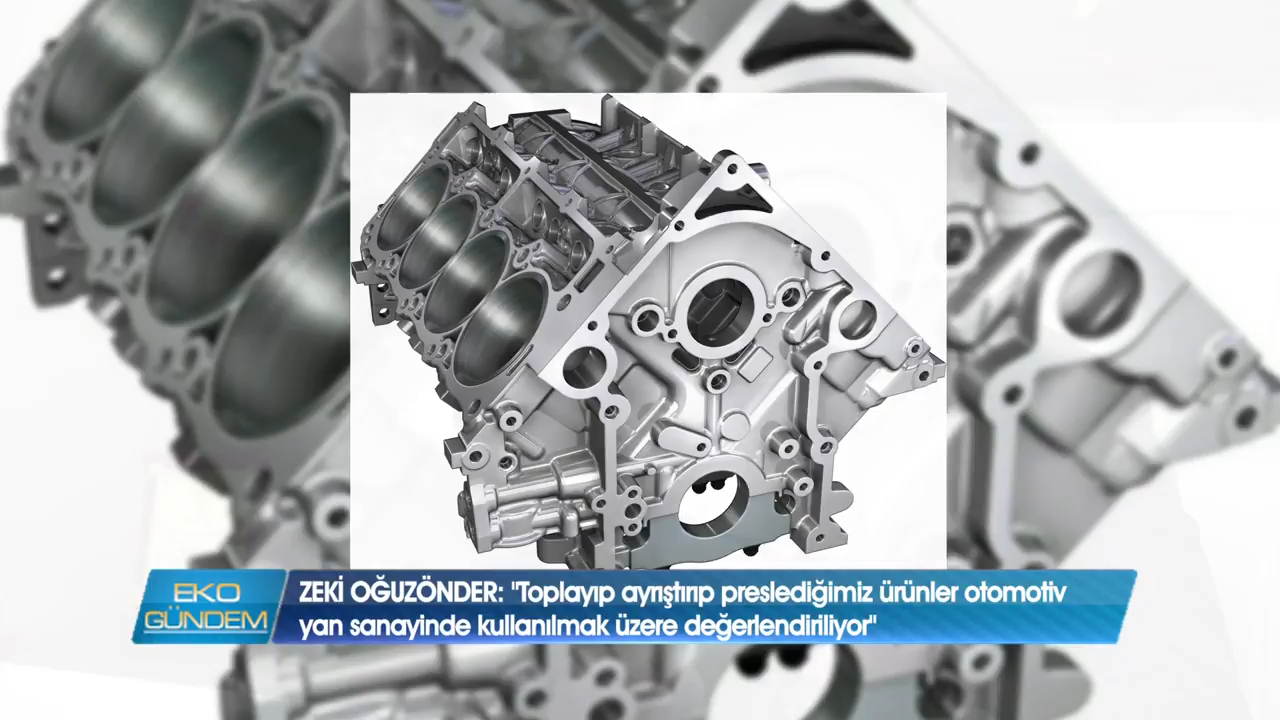 EKO
GÜNDEM
ZEKİ OĞUZÖNDER: "Toplayıp ayrıştırıp preslediğimiz ürünler otomotiv
yan sanayinde kullanılmak üzere değerlendiriliyor"